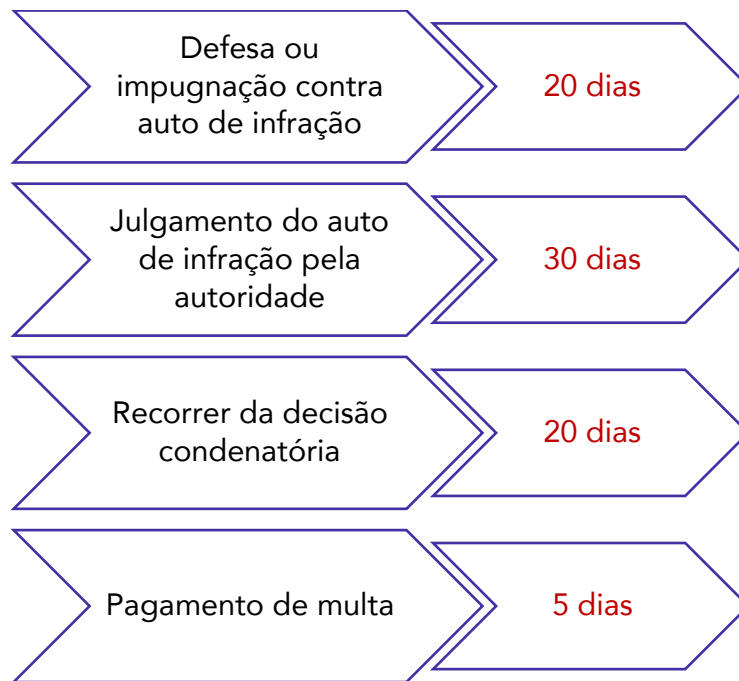 Defesa ou
impugnação contra
auto de infração
20 dias
Julgamento do auto
de infração pela
autoridade
30 dias
Recorrer da decisão
condenatória
20 dias
Pagamento de multa
5 dias